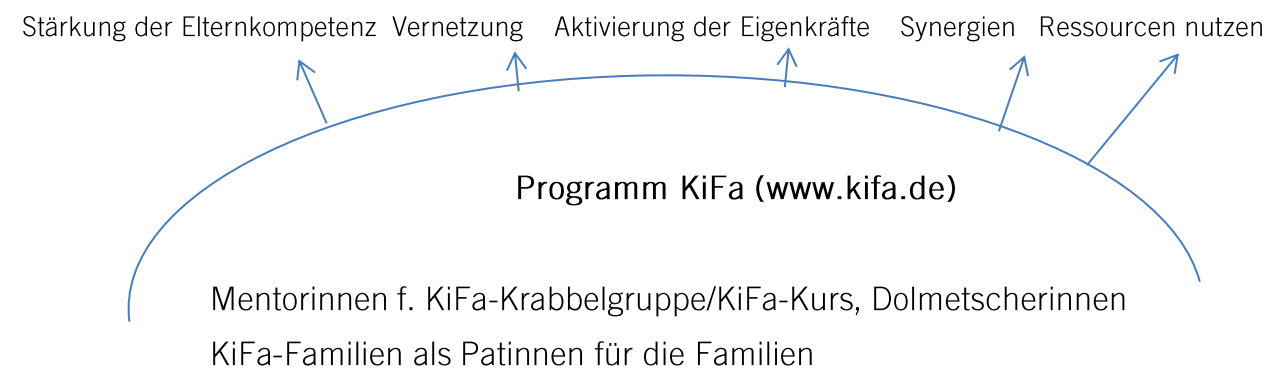 Stärkung der Elternkompetenz Vernetzung Aktivierung der Eigenkräfte Synergien Ressourcen nutzen
Programm KiFa (www.kifa.de)
Mentorinnen f. KiFa-Krabbelgruppe/KiFa-Kurs, Dolmetscherinnen
KiFa-Familien als Patinnen für die Familien